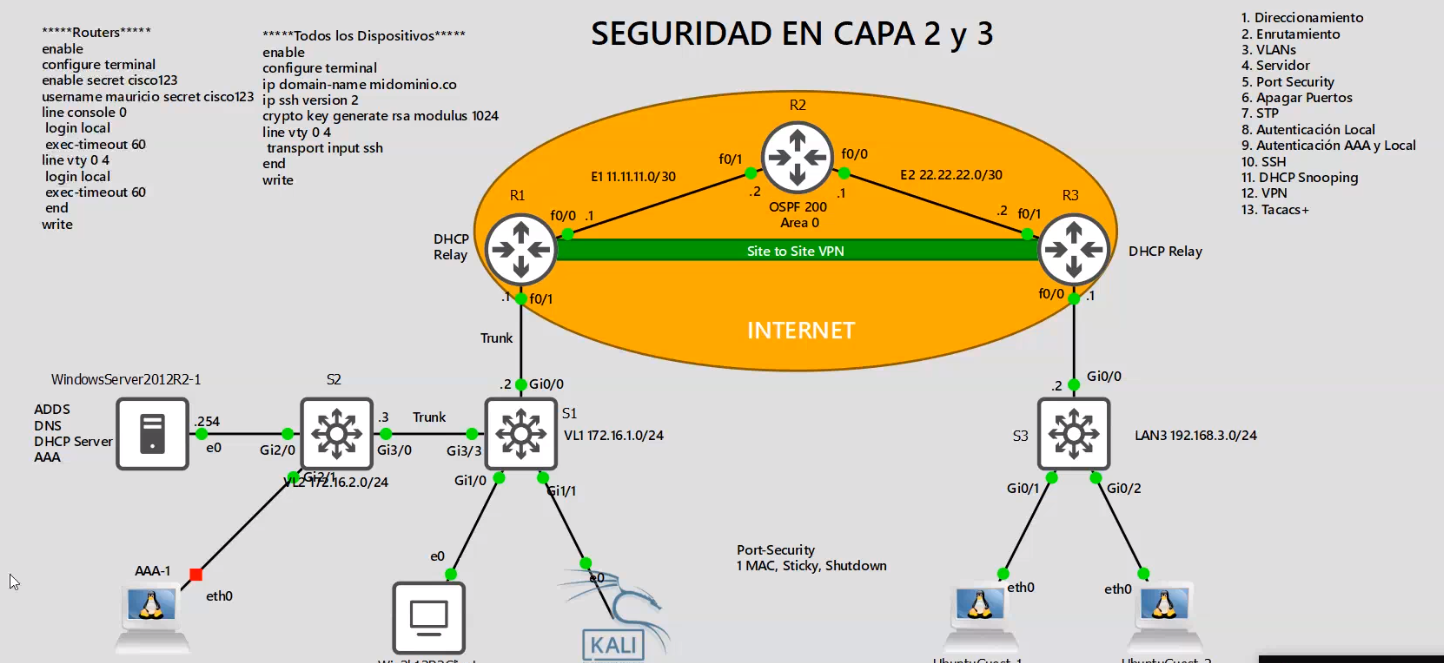 SEGURIDAD EN CAPA 2 y 3
*****Routers*****
enable
configure terminal
enable secret cisco123
username mauricio secret cisco123
line console 0
login local
exec-timeout 60
line vty 0 4
login local
exec-timeout 60
end
write
*****Todos los Dispositivos*****
enable
configure terminal
ip domain-name midominio.co
ip ssh version 2
crypto key generate rsa modulus 1024
line vty 0 4
transport input ssh
end
write
1. Direccionamiento
2. Enrutamiento
3. VLANs
4. Servidor
5. Port Security
6. Apagar Puertos
7. STP
8. Autenticación Local
9. Autenticación AAA y Local
10. SSH
11. DHCP Snooping
12. VPN
13. Tacacs+
R2
f0/1
f0/0
E1 11.11.11.0/30
.2
.1
E2 22.22.22.0/30
OSPF 200
Area 0
R1
f0/0 .1
.2 f0/1
R3
DHCP
Relay
Site to Site VPN
DHCP Relay
.1 f0/1
f0/0 .1
INTERNET
Trunk
WindowsServer2012R2-1
S2
.2 Gi0/0
.2 Gi0/0
ADDS
DNS
DHCP Server
AAA
.254
e0
Gi2/0
.3
Gi3/0
Trunk
Gi3/3
S1
VL1 172.16.1.0/24
S3
LAN3 192.168.3.0/24
Gi2/1
VL2 172.16.2.0/24
Gi1/0
Gi1/1
Gi0/1
Gi0/2
Port-Security
1 MAC, Sticky, Shutdown
AAA-1
eth0
e0
e0
KALI
eth0
eth0